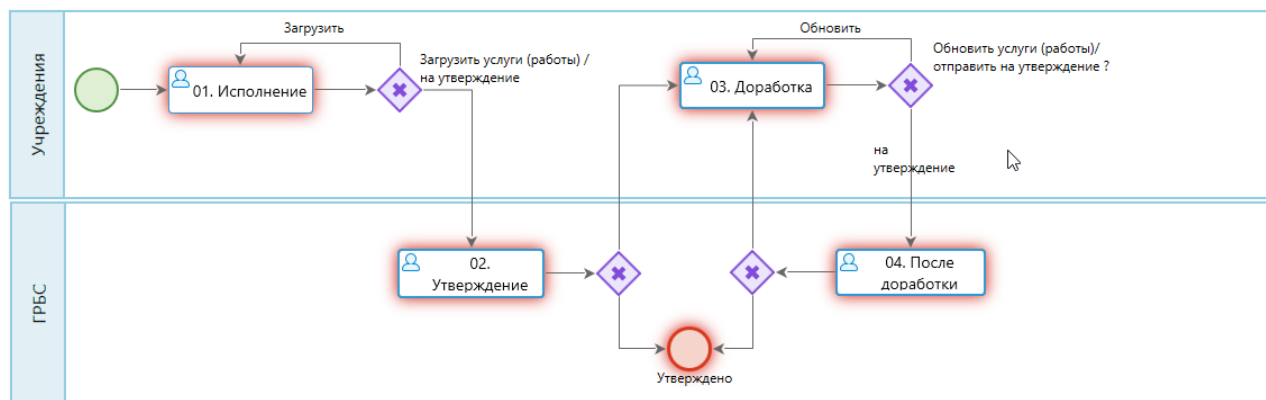 Учреждения
Загрузить
01. Исполнение
Загрузить услуги (работы) /
на утверждение
Обновить
03. Доработка
Обновить услуги (работы)/
отправить на утверждение ?
на
утверждение
ГРБС
02.
Утверждение
04. После
доработки
Утверждено